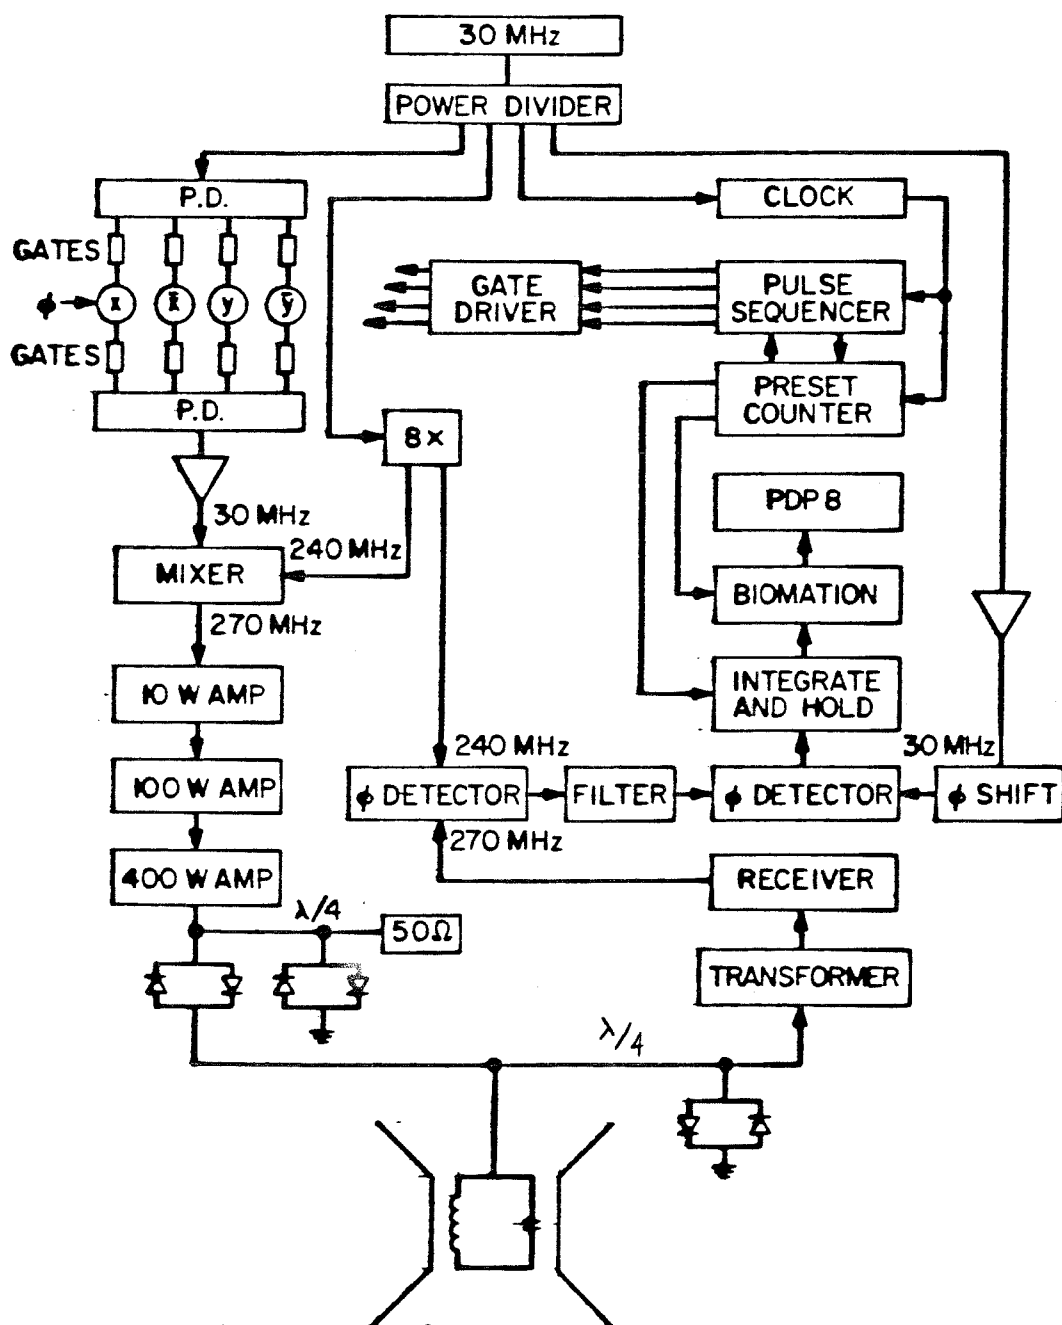 30 MHz
POWER DIVIDER
P.D.
CLOCK
GATES
GATE
DRIVER
PULSE
SEQUENCER
ϕ
x
x̄
y
ȳ
GATES
PRESET
COUNTER
P.D.
8X
PDP 8
30 MHz
240 MHz
MIXER
BIOMATION
270 MHz
10 W AMP
INTEGRATE
AND HOLD
240 MHz
30 MHz
100 W AMP
ϕ DETECTOR
FILTER
ϕ DETECTOR
ϕ SHIFT
270 MHz
400 W AMP
RECEIVER
λ/4
50Ω
TRANSFORMER
λ/4